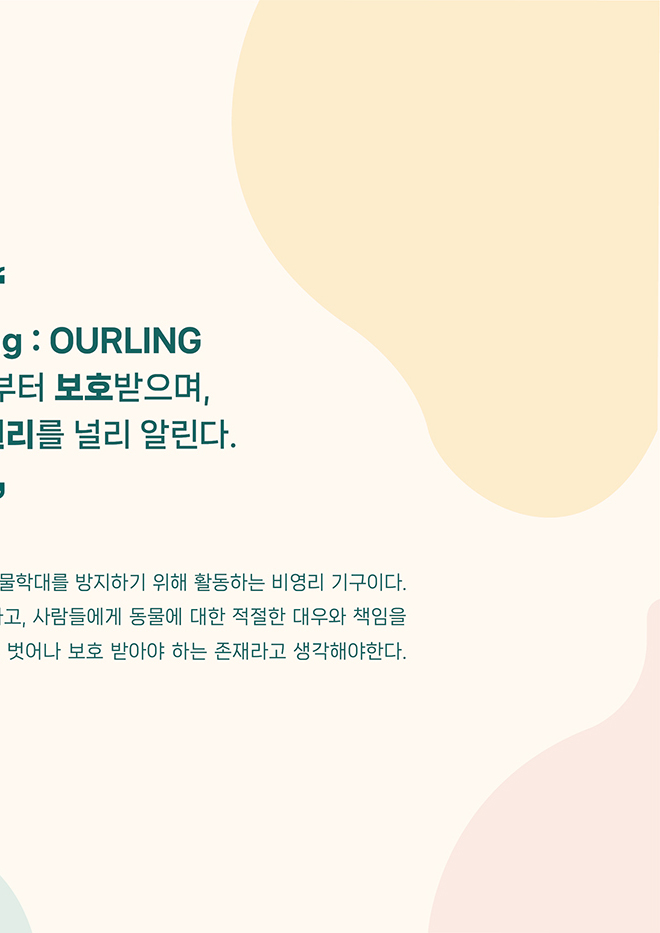 g : OURLING
부터 보호받으며,
리를 널리 알린다.
물학대를 방지하기 위해 활동하는 비영리 기구이다.
고, 사람들에게 동물에 대한 적절한 대우와 책임을
벗어나 보호 받아야 하는 존재라고 생각해야한다.